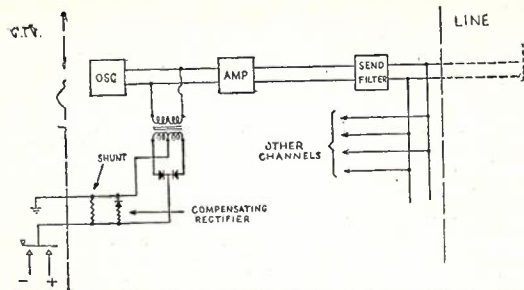 LINE
OSC
AMP
SEND
FILTER
OTHER
CHANNELS
SHUNT
COMPENSATING
RECTIFIER
- +